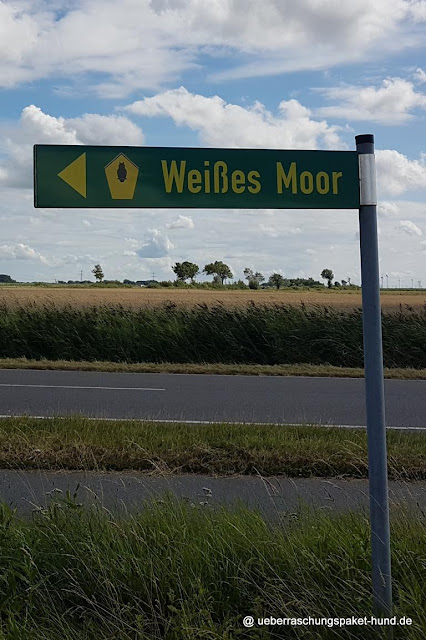 Weißes Moor
@ ueberraschungspaket-hund.de